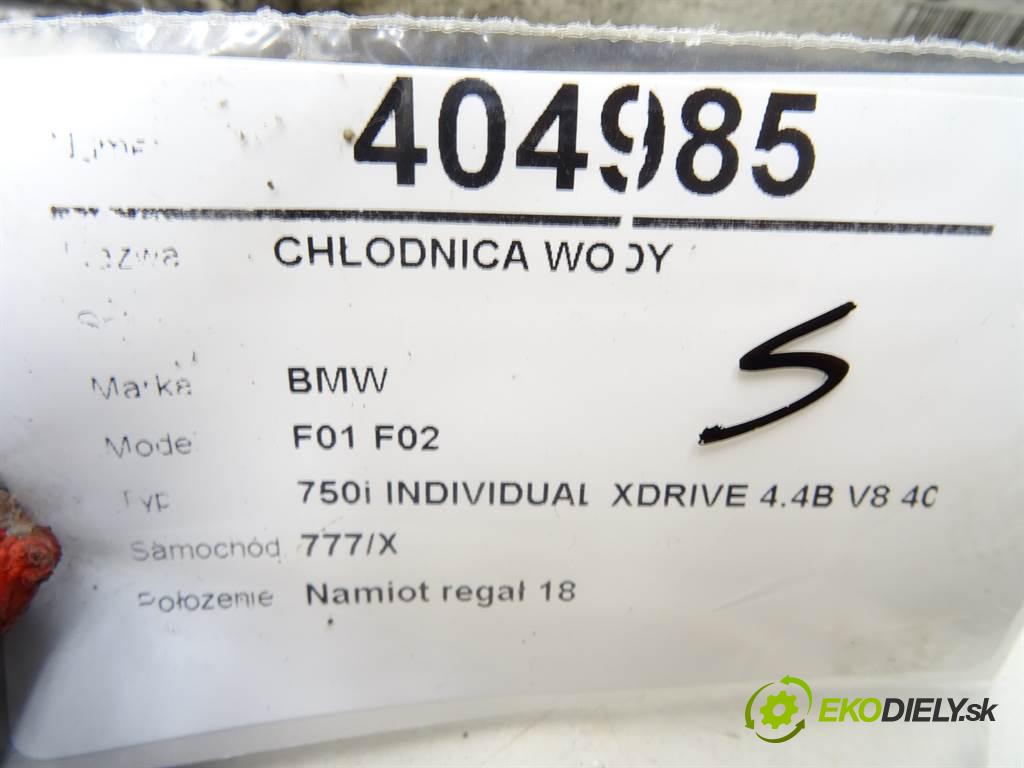 404985
CHŁODNICA WODY
S
Marka BMW
Model F01 F02
Typ 750i INDIVIDUAL XDRIVE 4.4B V8 40
Samochód 777/X
Położenie Namiot regał 18
EKODIELY.sk